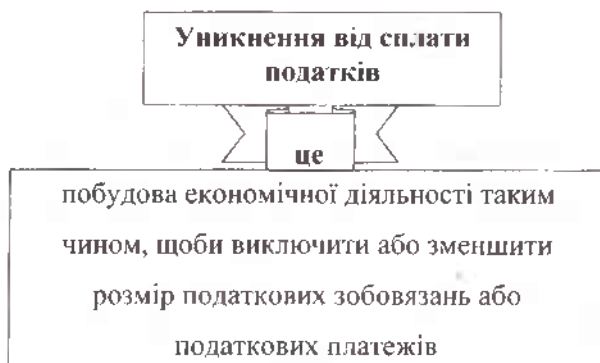 Уникнення від сплати
податків
це
побудова економічної діяльності таким
чином, щоби виключити або зменшити
розмір податкових зобовязань або
податкових платежів